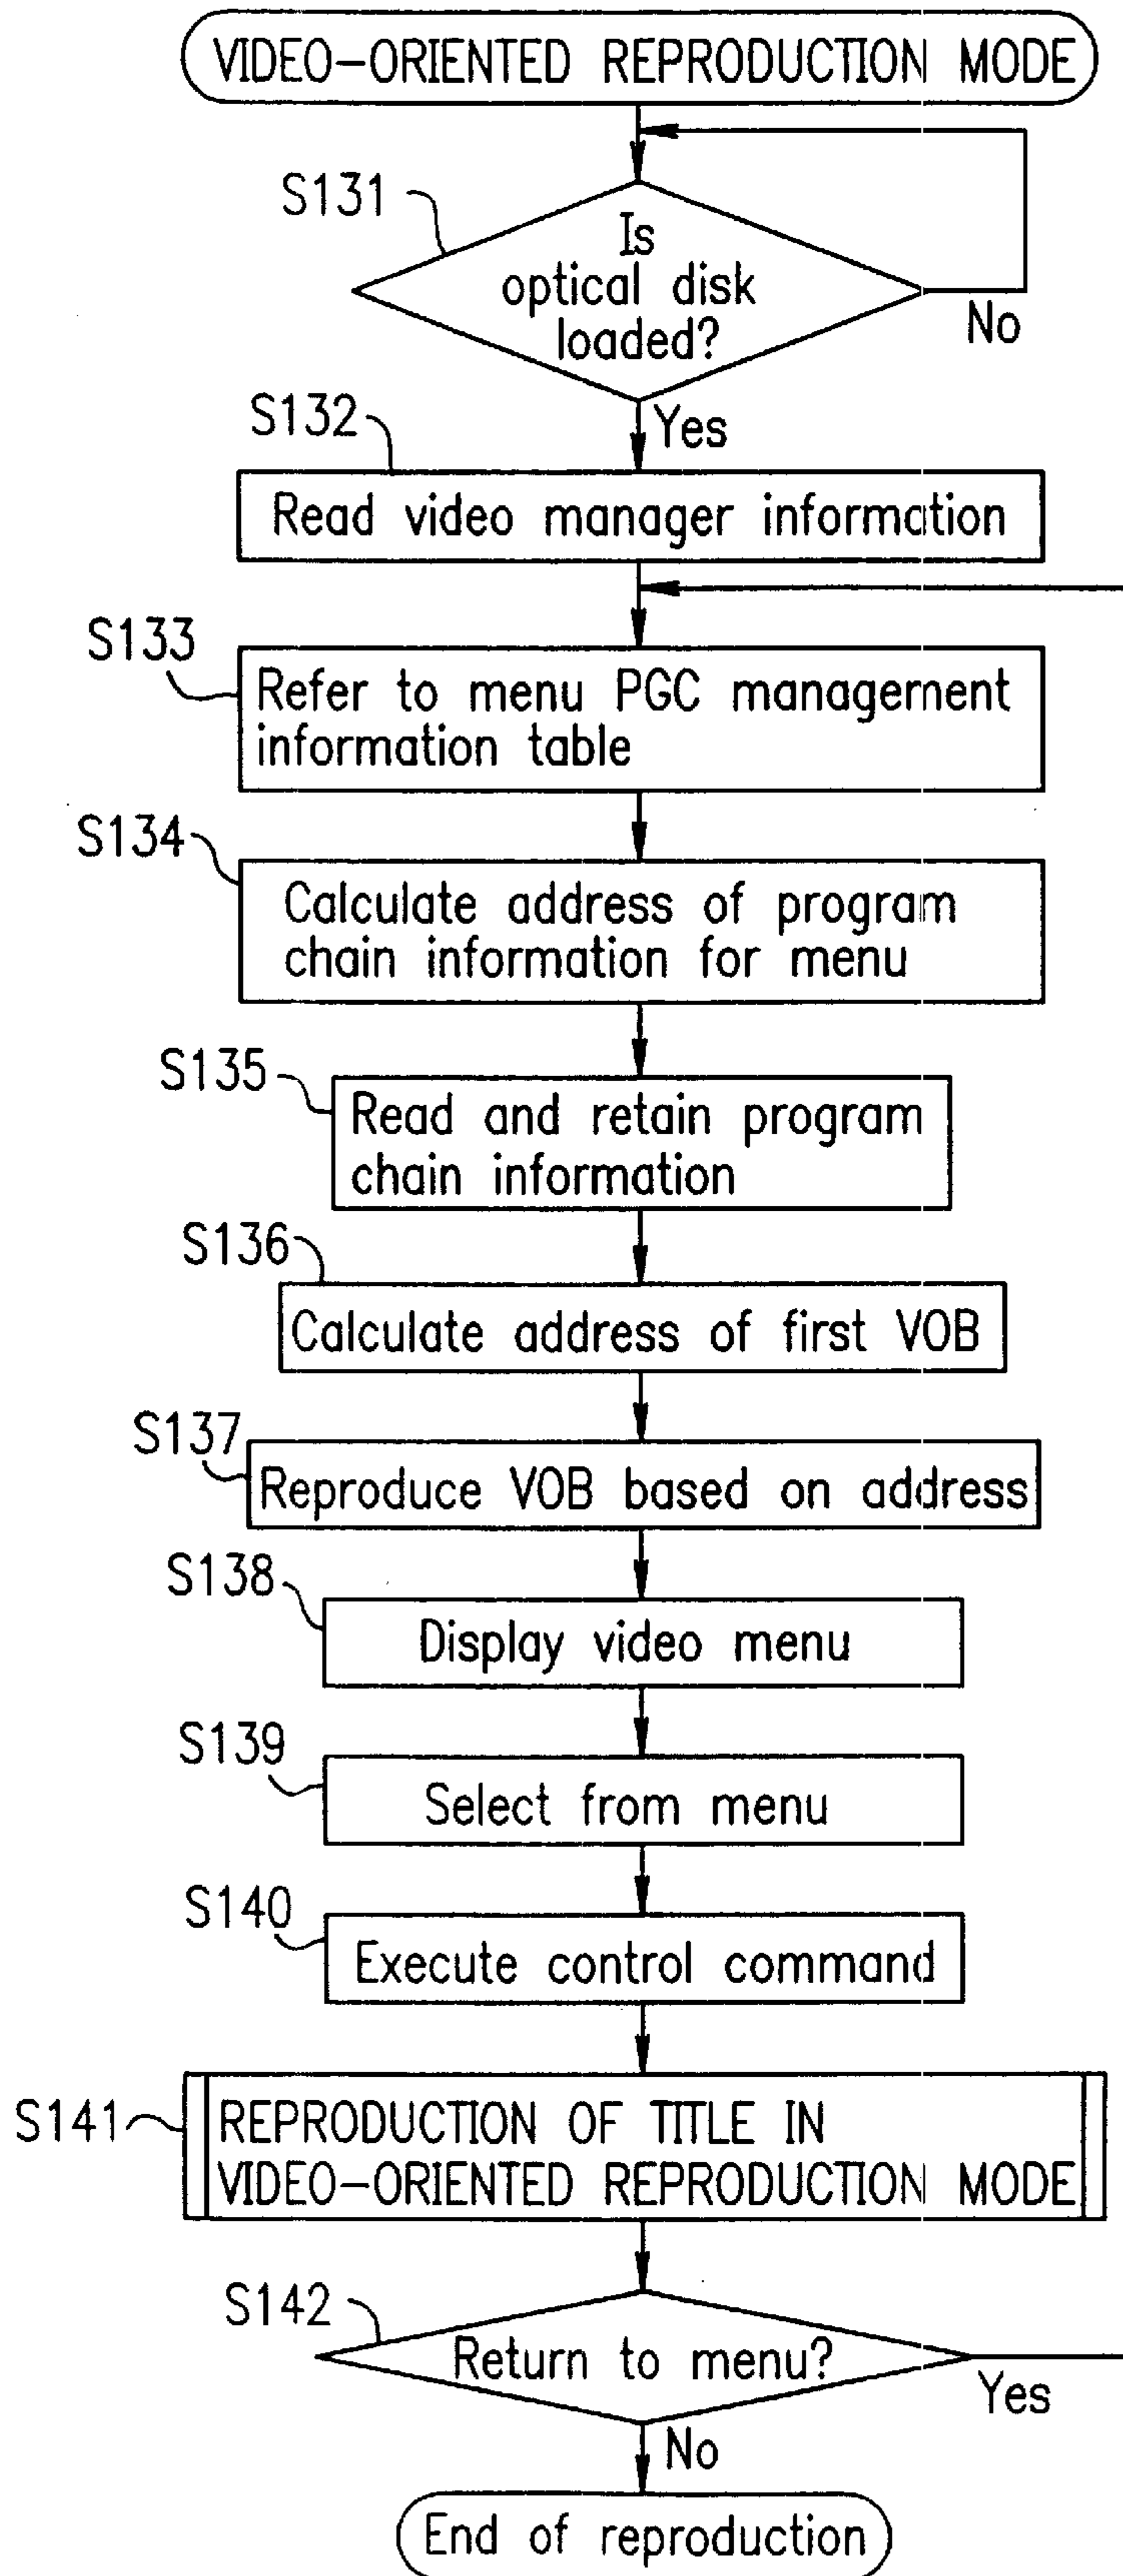 VIDEO-ORIENTED REPRODUCTION MODE
S131
Is
optical disk
loaded?
No
Yes
S132
Read video manager information
S133
Refer to menu PGC management
information table
S134
Calculate address of program
chain information for menu
S135
Read and retain program
chain information
S136
Calculate address of first VOB
S137
Reproduce VOB based on address
S138
Display video menu
S139
Select from menu
S140
Execute control command
S141
REPRODUCTION OF TITLE IN
VIDEO-ORIENTED REPRODUCTION MODE
S142
Return to menu?
Yes
No
End of reproduction